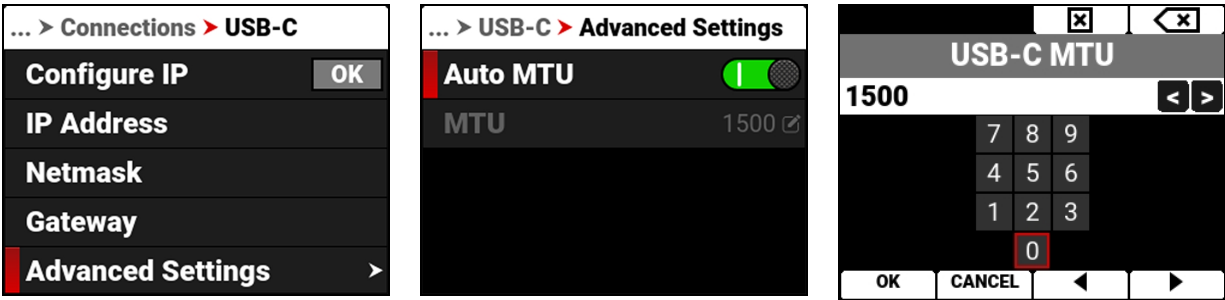 ... > Connections > USB-C
Configure IP OK
IP Address
Netmask
Gateway
Advanced Settings >
... > USB-C > Advanced Settings
Auto MTU
MTU 1500
USB-C MTU
1500 < >
7 8 9
4 5 6
1 2 3
0
OK CANCEL ◀ ▶